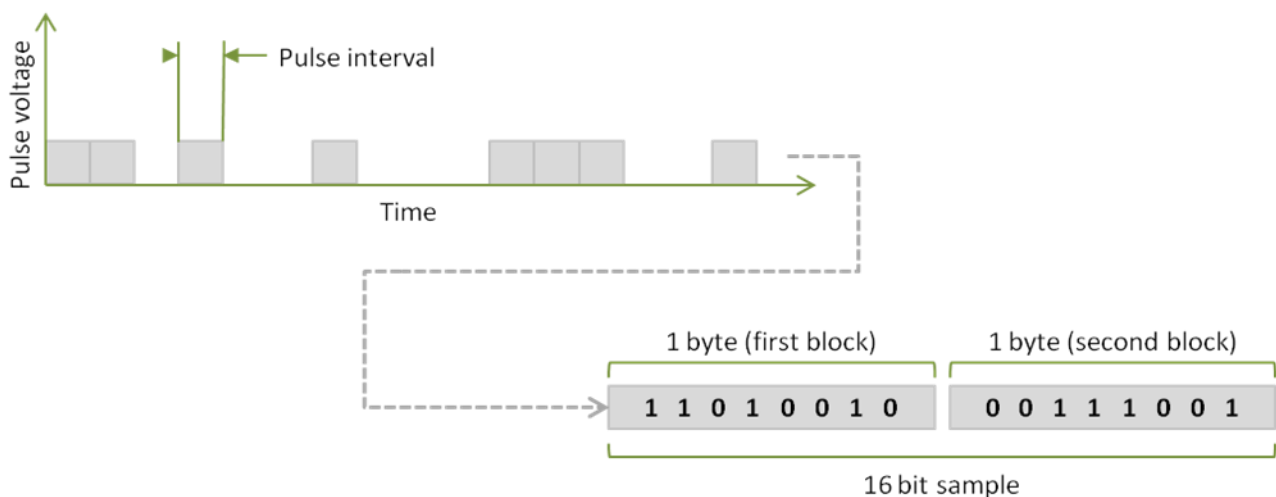 Pulse voltage
Pulse interval
Time
1 byte (first block)
1 byte (second block)
1 1 0 1 0 0 1 0
0 0 1 1 1 0 0 1
16 bit sample